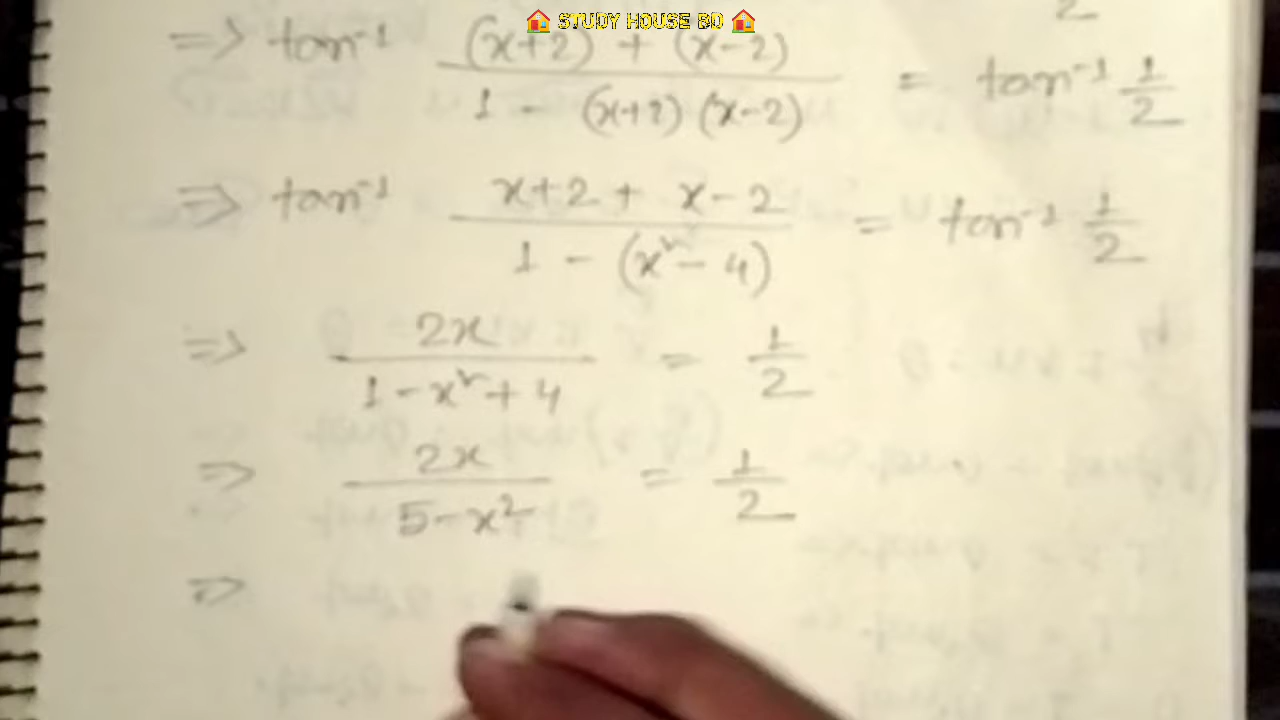 🏠 STUDY HOUSE BD 🏠
2
=> tan⁻¹ (x+2) + (x-2) / 1 - (x+2) (x-2) = tan⁻¹ 1/2
=> tan⁻¹ x+2 + x-2 / 1 - (x² - 4) = tan⁻¹ 1/2
=> 2x / 1-x²+4 = 1/2
=> 2x / 5-x² = 1/2
=>